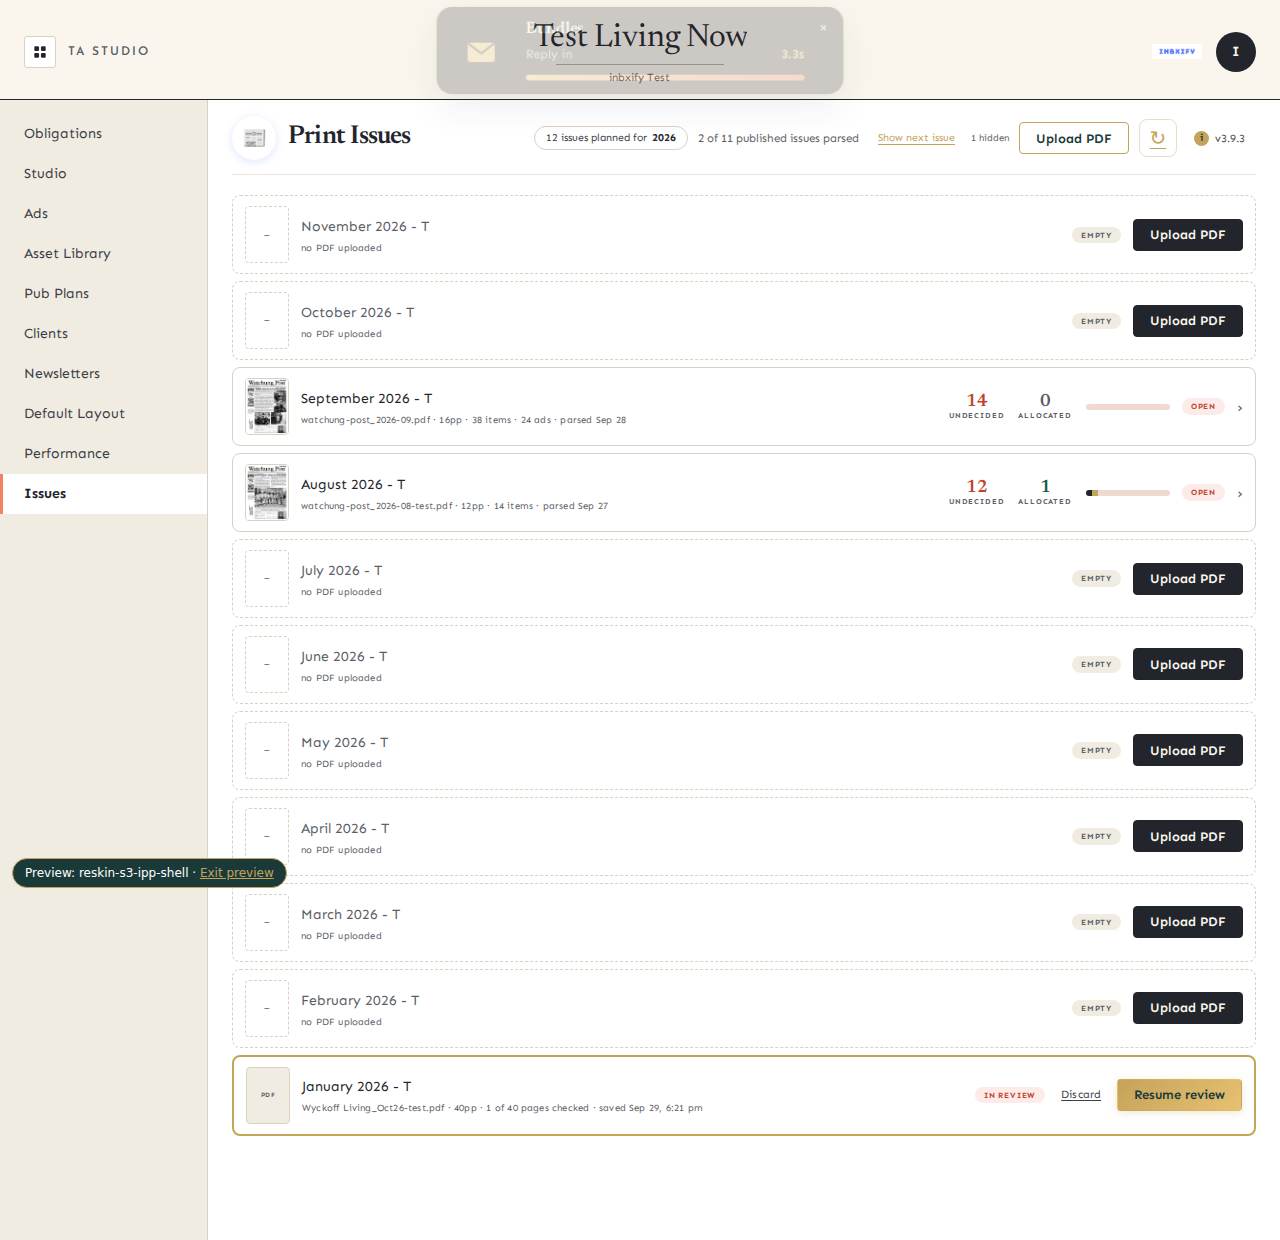 TA STUDIO
Bundles
Test Living Now
×
Reply in
3.3s
inbxify Test
INBXIFY
I
Obligations
Studio
Ads
Asset Library
Pub Plans
Clients
Newsletters
Default Layout
Performance
Issues
Print Issues
12 issues planned for 2026
2 of 11 published issues parsed
Show next issue
1 hidden
Upload PDF
↻
i
v3.9.3
–
November 2026 - T
no PDF uploaded
EMPTY
Upload PDF
–
October 2026 - T
no PDF uploaded
EMPTY
Upload PDF
Watchung Post
September 2026 - T
watchung-post_2026-09.pdf · 16pp · 38 items · 24 ads · parsed Sep 28
14
UNDECIDED
0
ALLOCATED
OPEN
›
Watchung Post
August 2026 - T
watchung-post_2026-08-test.pdf · 12pp · 14 items · parsed Sep 27
12
UNDECIDED
1
ALLOCATED
OPEN
›
–
July 2026 - T
no PDF uploaded
EMPTY
Upload PDF
–
June 2026 - T
no PDF uploaded
EMPTY
Upload PDF
–
May 2026 - T
no PDF uploaded
EMPTY
Upload PDF
–
April 2026 - T
no PDF uploaded
EMPTY
Upload PDF
Preview: reskin-s3-ipp-shell · Exit preview
–
March 2026 - T
no PDF uploaded
EMPTY
Upload PDF
–
February 2026 - T
no PDF uploaded
EMPTY
Upload PDF
PDF
January 2026 - T
Wyckoff Living_Oct26-test.pdf · 40pp · 1 of 40 pages checked · saved Sep 29, 6:21 pm
IN REVIEW
Discard
Resume review